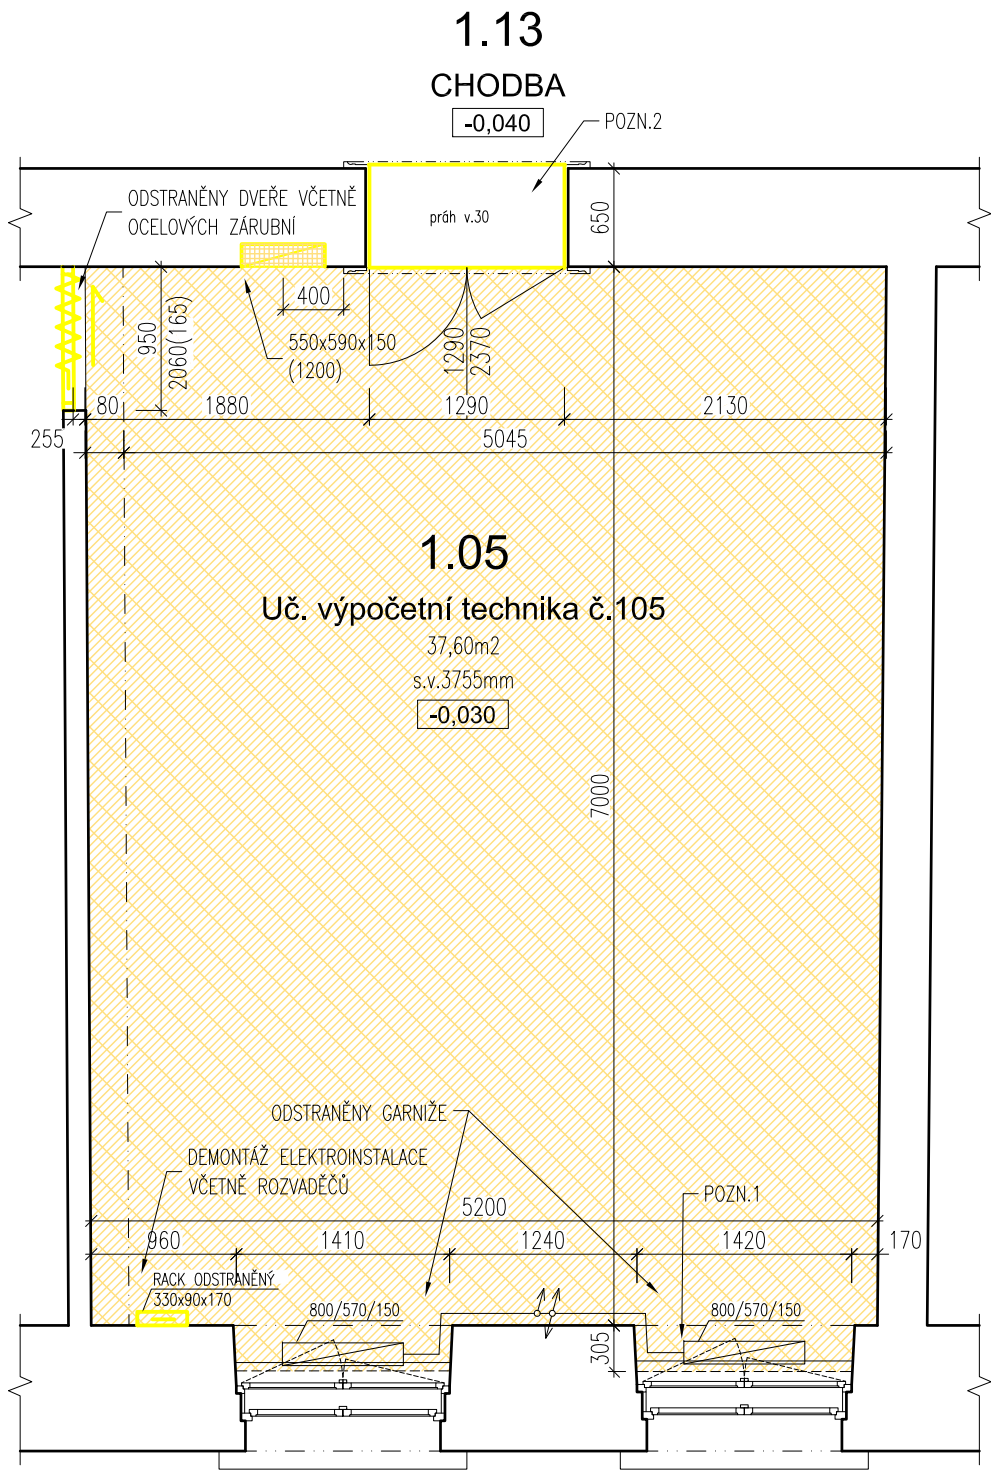 1.13
CHODBA
-0,040
POZN.2
ODSTRANĚNY DVEŘE VČETNĚ
OCELOVÝCH ZÁRUBNÍ
práh v.30
650
400
550x590x150
(1200)
950
2060(165)
1290
2370
80
1880
1290
2130
255
5045
1.05
Uč. výpočetní technika č.105
37,60m2
s.v.3755mm
-0,030
7000
ODSTRANĚNY GARNIŽE
DEMONTÁŽ ELEKTROINSTALACE
VČETNĚ ROZVADĚČŮ
POZN.1
5200
960
1410
1240
1420
170
RACK ODSTRANĚNÝ
330x90x170
800/570/150
800/570/150
305